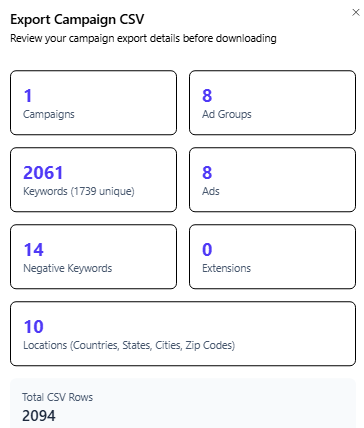 Export Campaign CSV
Review your campaign export details before downloading
1
Campaigns
8
Ad Groups
2061
Keywords (1739 unique)
8
Ads
14
Negative Keywords
0
Extensions
10
Locations (Countries, States, Cities, Zip Codes)
Total CSV Rows
2094